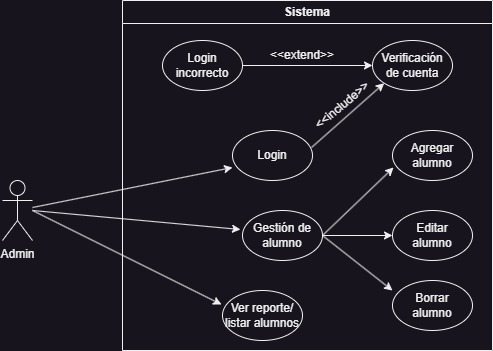 Sistema
Login
incorrecto
<<extend>>
Verificación
de cuenta
<<include>>
Login
Agregar
alumno
Admin
Gestión de
alumno
Editar
alumno
Ver reporte/
listar alumnos
Borrar
alumno